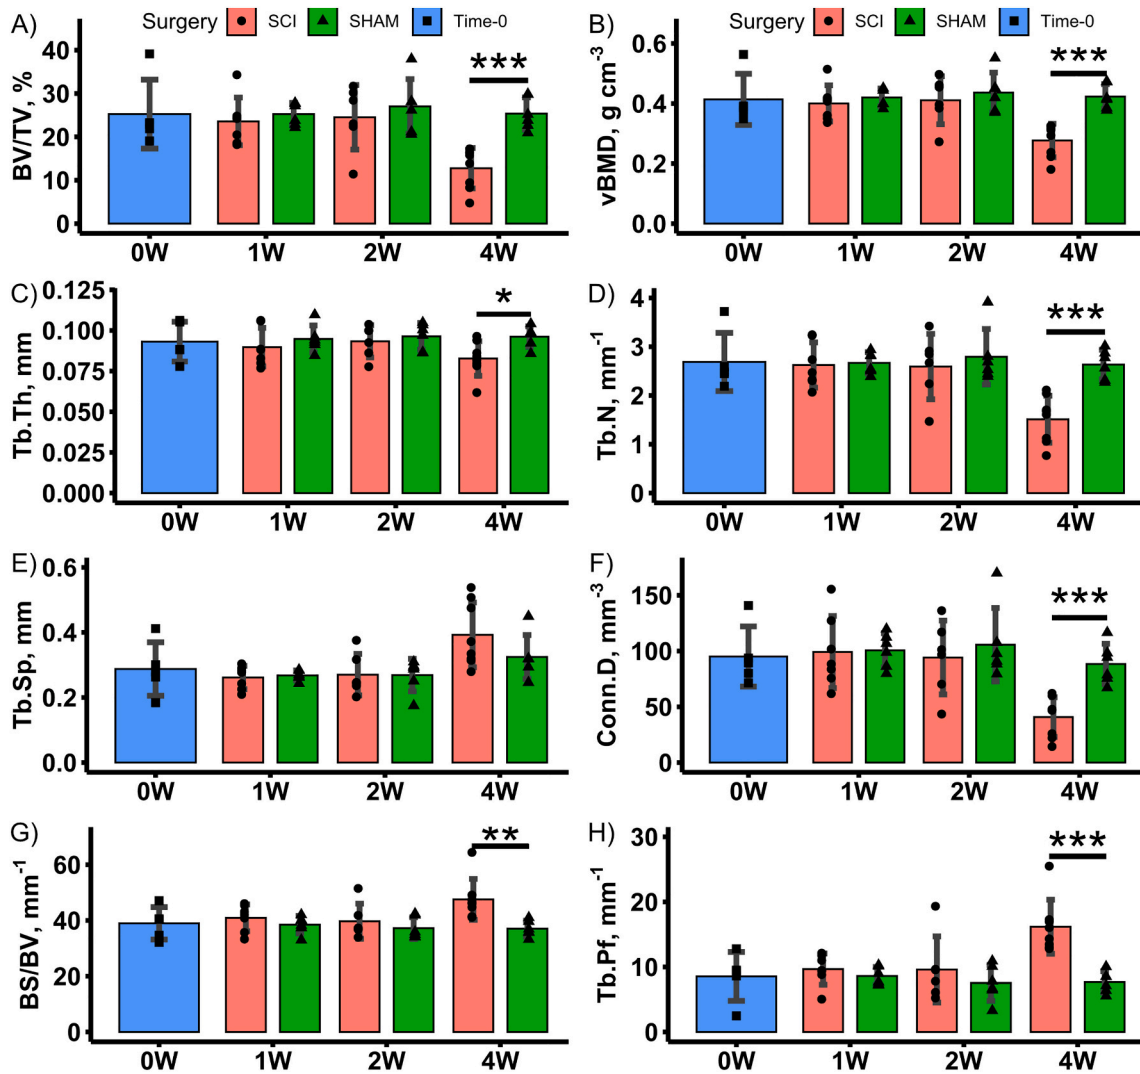 A) Surgery SCI SHAM Time-0
BV/TV, %
40
30
20
10
0
***
0W 1W 2W 4W
B) Surgery SCI SHAM Time-0
vBMD, g cm-3
0.6
0.4
0.2
0.0
***
0W 1W 2W 4W
C)
Tb.Th, mm
0.125
0.100
0.075
0.050
0.025
0.000
*
0W 1W 2W 4W
D)
Tb.N, mm-1
4
3
2
1
0
***
0W 1W 2W 4W
E)
Tb.Sp, mm
0.6
0.4
0.2
0.0
0W 1W 2W 4W
F)
Conn.D, mm-3
150
100
50
0
***
0W 1W 2W 4W
G)
BS/BV, mm-1
60
40
20
0
**
0W 1W 2W 4W
H)
Tb.Pf, mm-1
30
20
10
0
***
0W 1W 2W 4W